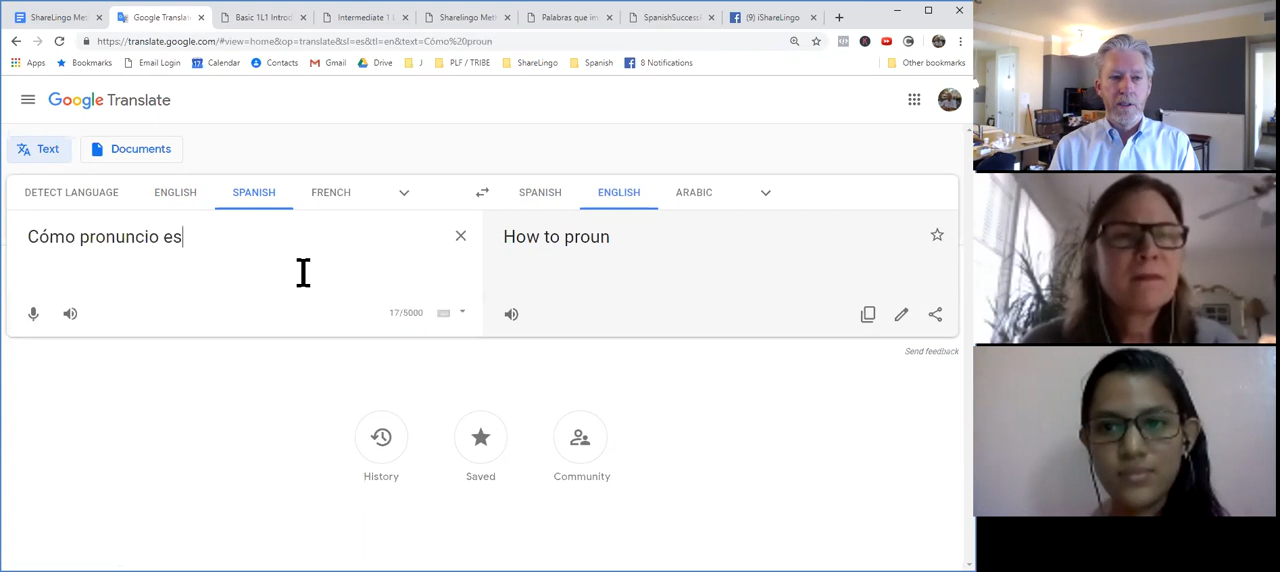 ShareLingo Met
Google Transla
Basic 1L1 Introd
Intermediate 1
Sharelingo Met
Palabras que im
SpanishSuccess
(9) iShareLingo
https://translate.google.com/#view=home&op=translate&sl=es&tl=en&text=Cómo%20proun
Apps Bookmarks Email Login Calendar Contacts Gmail Drive J PLF / TRIBE ShareLingo Spanish 8 Notifications Other bookmarks
Google Translate
Text Documents
DETECT LANGUAGE ENGLISH SPANISH FRENCH SPANISH ENGLISH ARABIC
Cómo pronuncio es
How to proun
17/5000
Send feedback
History Saved Community